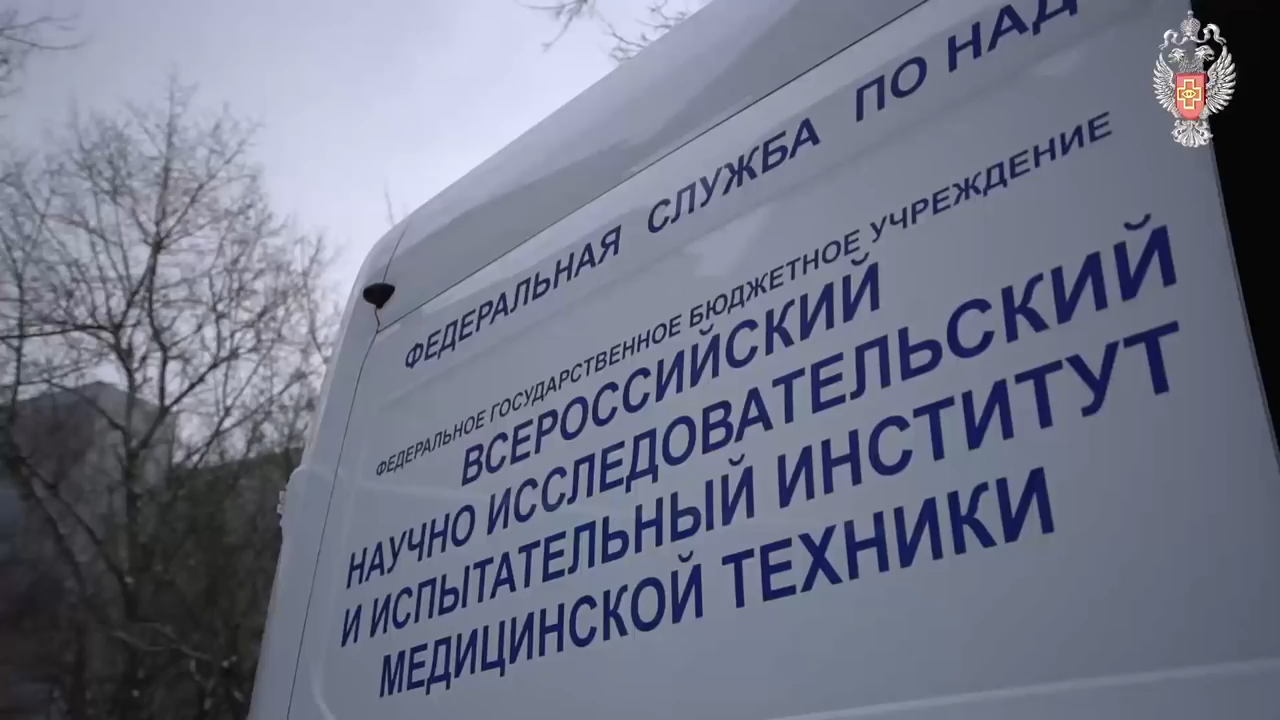 ФЕДЕРАЛЬНАЯ СЛУЖБА ПО НАД
ФЕДЕРАЛЬНОЕ ГОСУДАРСТВЕННОЕ БЮДЖЕТНОЕ УЧРЕЖДЕНИЕ
ВСЕРОССИЙСКИЙ
НАУЧНО ИССЛЕДОВАТЕЛЬСКИЙ
И ИСПЫТАТЕЛЬНЫЙ ИНСТИТУТ
МЕДИЦИНСКОЙ ТЕХНИКИ